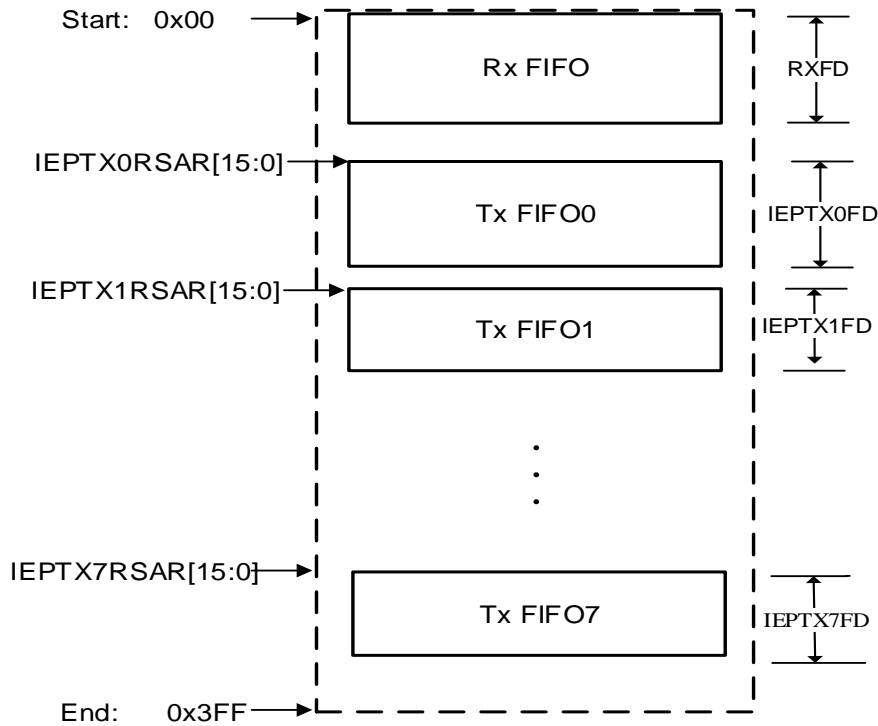 Start: 0x00
Rx FIFO
RXFD
IEPTX0RSAR[15:0]
Tx FIFO0
IEPTX0FD
IEPTX1RSAR[15:0]
Tx FIFO1
IEPTX1FD
IEPTX7RSAR[15:0]
Tx FIFO7
IEPTX7FD
End: 0x3FF